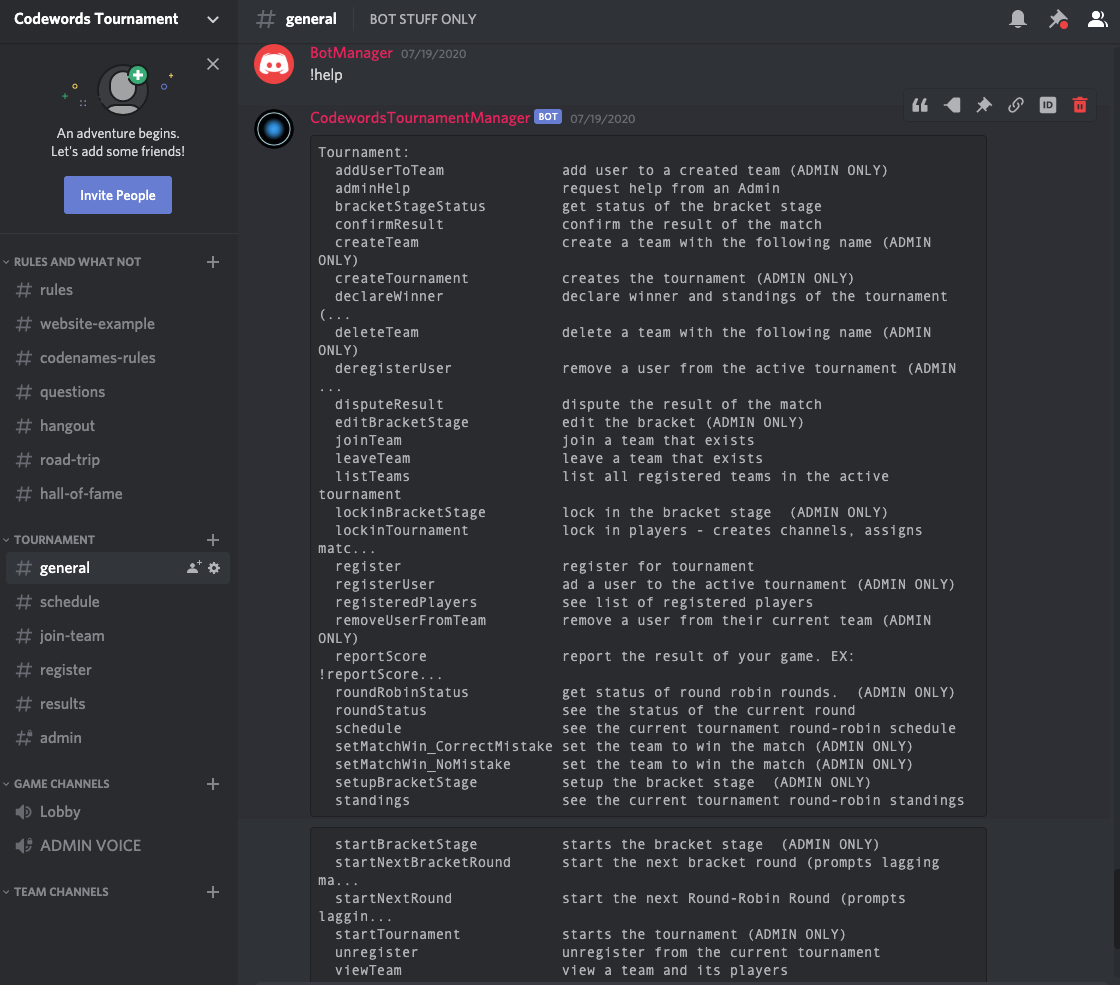 Codewords Tournament
An adventure begins.
Let's add some friends!
Invite People
RULES AND WHAT NOT
rules
website-example
codenames-rules
questions
hangout
road-trip
hall-of-fame
TOURNAMENT
general
schedule
join-team
register
results
admin
GAME CHANNELS
Lobby
ADMIN VOICE
TEAM CHANNELS
general BOT STUFF ONLY
BotManager 07/19/2020
!help
CodewordsTournamentManager BOT 07/19/2020
ID
Tournament:
addUserToTeam add user to a created team (ADMIN ONLY)
adminHelp request help from an Admin
bracketStageStatus get status of the bracket stage
confirmResult confirm the result of the match
createTeam create a team with the following name (ADMIN
ONLY)
createTournament creates the tournament (ADMIN ONLY)
declareWinner declare winner and standings of the tournament
(...
deleteTeam delete a team with the following name (ADMIN
ONLY)
deregisterUser remove a user from the active tournament (ADMIN
...
disputeResult dispute the result of the match
editBracketStage edit the bracket (ADMIN ONLY)
joinTeam join a team that exists
leaveTeam leave a team that exists
listTeams list all registered teams in the active
tournament
lockinBracketStage lock in the bracket stage (ADMIN ONLY)
lockinTournament lock in players - creates channels, assigns
matc...
register register for tournament
registerUser ad a user to the active tournament (ADMIN ONLY)
registeredPlayers see list of registered players
removeUserFromTeam remove a user from their current team (ADMIN
ONLY)
reportScore report the result of your game. EX:
!reportScore...
roundRobinStatus get status of round robin rounds. (ADMIN ONLY)
roundStatus see the status of the current round
schedule see the current tournament round-robin schedule
setMatchWin_CorrectMistake set the team to win the match (ADMIN ONLY)
setMatchWin_NoMistake set the team to win the match (ADMIN ONLY)
setupBracketStage setup the bracket stage (ADMIN ONLY)
standings see the current tournament round-robin standings
startBracketStage starts the bracket stage (ADMIN ONLY)
startNextBracketRound start the next bracket round (prompts lagging
ma...
startNextRound start the next Round-Robin Round (prompts
laggin...
startTournament starts the tournament (ADMIN ONLY)
unregister unregister from the current tournament
viewTeam view a team and its players